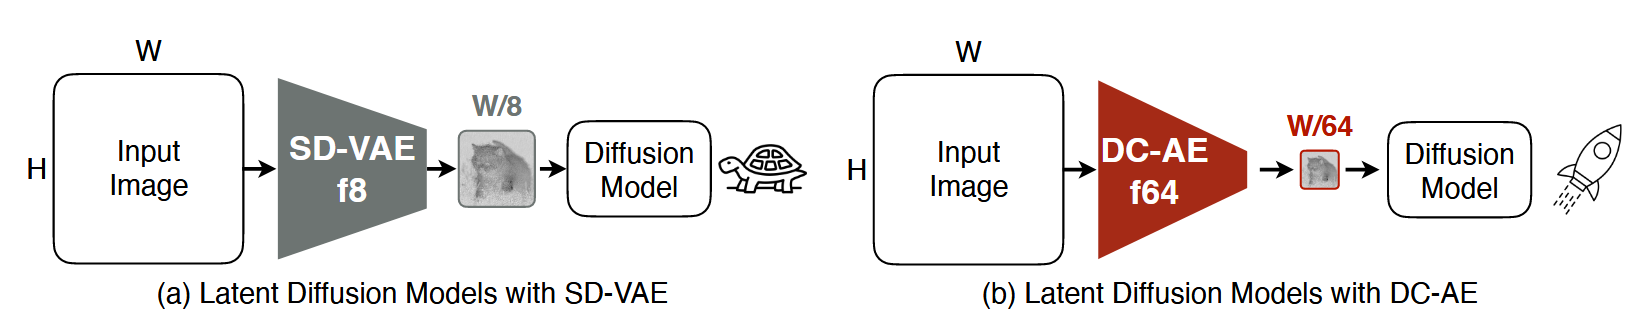 W
H
Input
Image
SD-VAE
f8
W/8
Diffusion
Model
(a) Latent Diffusion Models with SD-VAE
W
H
Input
Image
DC-AE
f64
W/64
Diffusion
Model
(b) Latent Diffusion Models with DC-AE